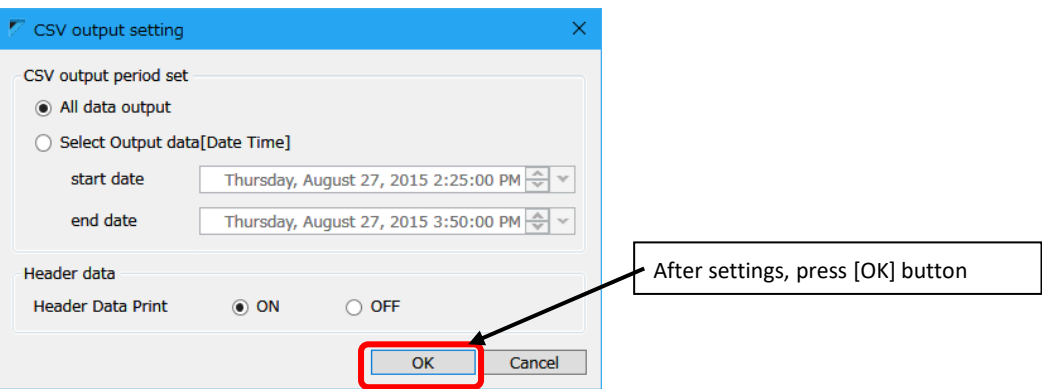 CSV output setting
CSV output period set
All data output
Select Output data[Date Time]
start date Thursday, August 27, 2015 2:25:00 PM
end date Thursday, August 27, 2015 3:50:00 PM
Header data
Header Data Print ON OFF
After settings, press [OK] button
OK Cancel